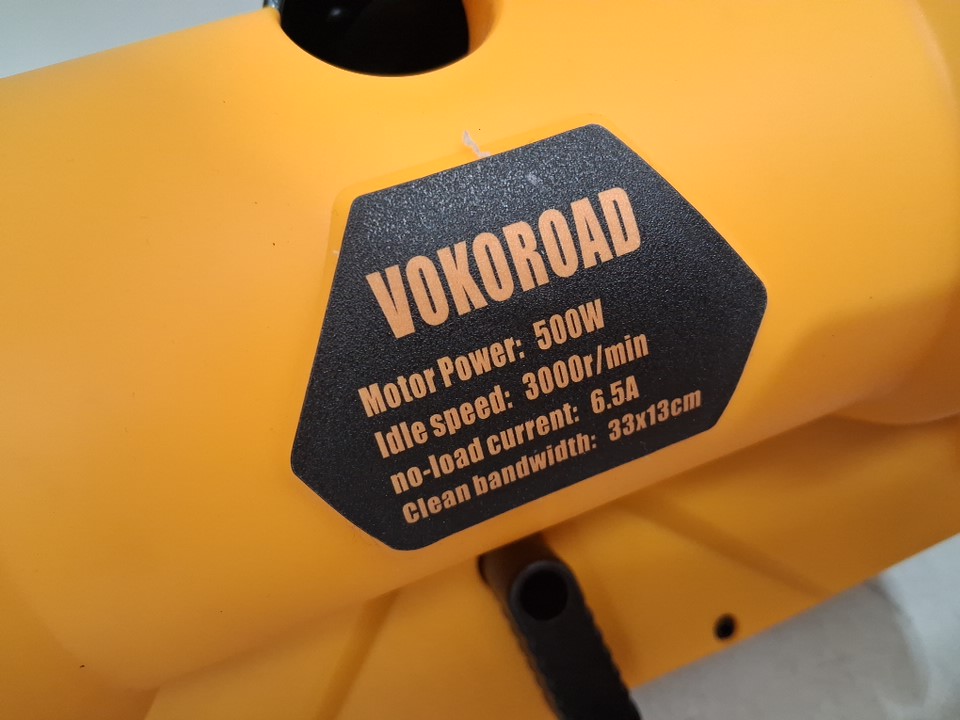 VOKOROAD
Motor Power: 500W
Idle speed: 3000r/min
no-load current: 6.5A
Clean bandwidth: 33x13cm